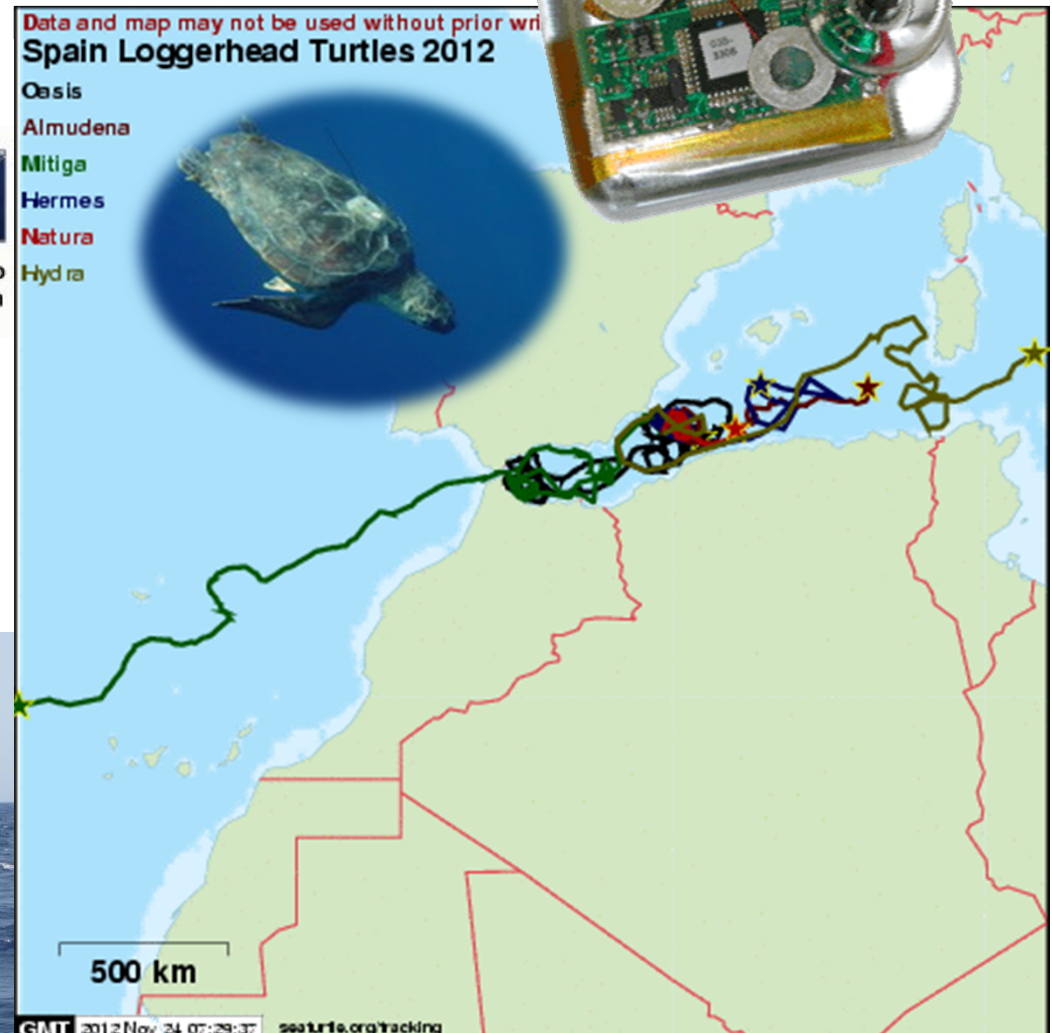 Data and map may not be used without prior wri
Spain Loggerhead Turtles 2012
Oasis
Almudena
Mitiga
Hermes
Natura
Hydra
500 km
GMT 2012 Nov 24 07:29:37 seaturtle.org/tracking